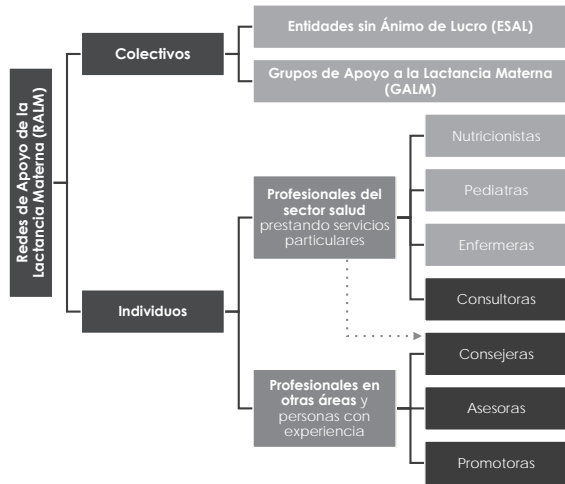 Redes de Apoyo de la
Lactancia Materna (RALM)
Colectivos
Entidades sin Ánimo de Lucro (ESAL)
Grupos de Apoyo a la Lactancia Materna
(GALM)
Individuos
Profesionales del
sector salud
prestando servicios
particulares
Nutricionistas
Pediatras
Enfermeras
Consultoras
Profesionales en
otras áreas y
personas con
experiencia
Consejeras
Asesoras
Promotoras